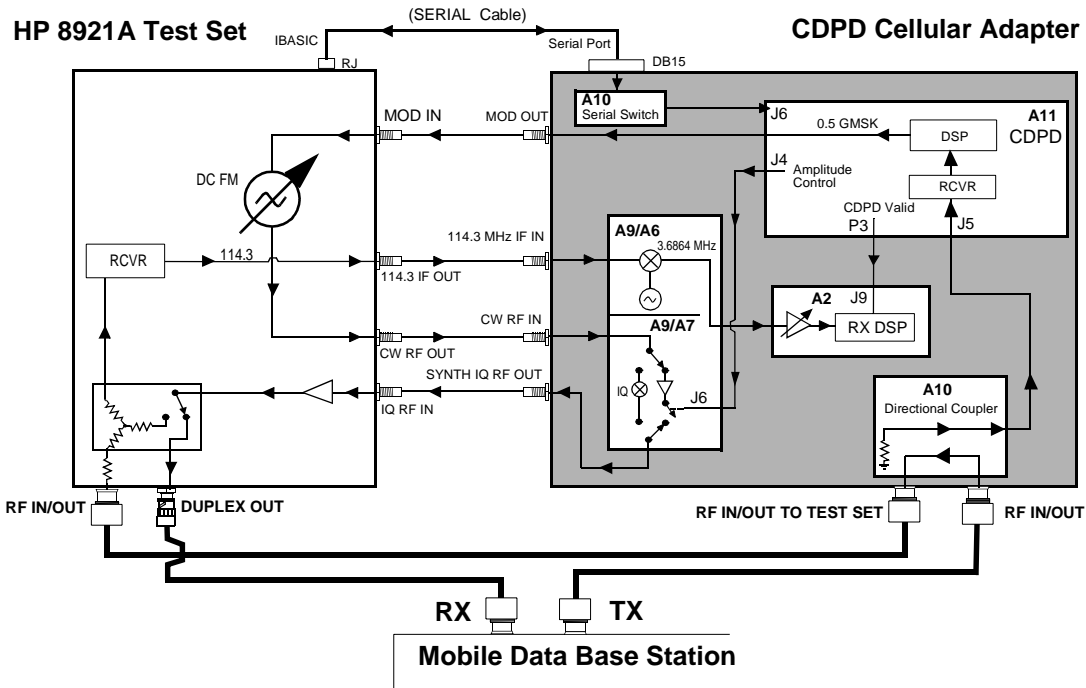 (SERIAL Cable)
HP 8921A Test Set
CDPD Cellular Adapter
IBASIC
Serial Port
RJ
DB15
A10
Serial Switch
J6
A11
CDPD
MOD IN
MOD OUT
0.5 GMSK
DSP
J4
Amplitude
Control
RCVR
DC FM
CDPD Valid
P3
J5
114.3 MHz IF IN
A9/A6
3.6864 MHz
RCVR
114.3
114.3 IF OUT
A2
J9
RX DSP
CW RF IN
A9/A7
CW RF OUT
SYNTH IQ RF OUT
IQ
J6
IQ RF IN
A10
Directional Coupler
RF IN/OUT
DUPLEX OUT
RF IN/OUT TO TEST SET
RF IN/OUT
RX
TX
Mobile Data Base Station